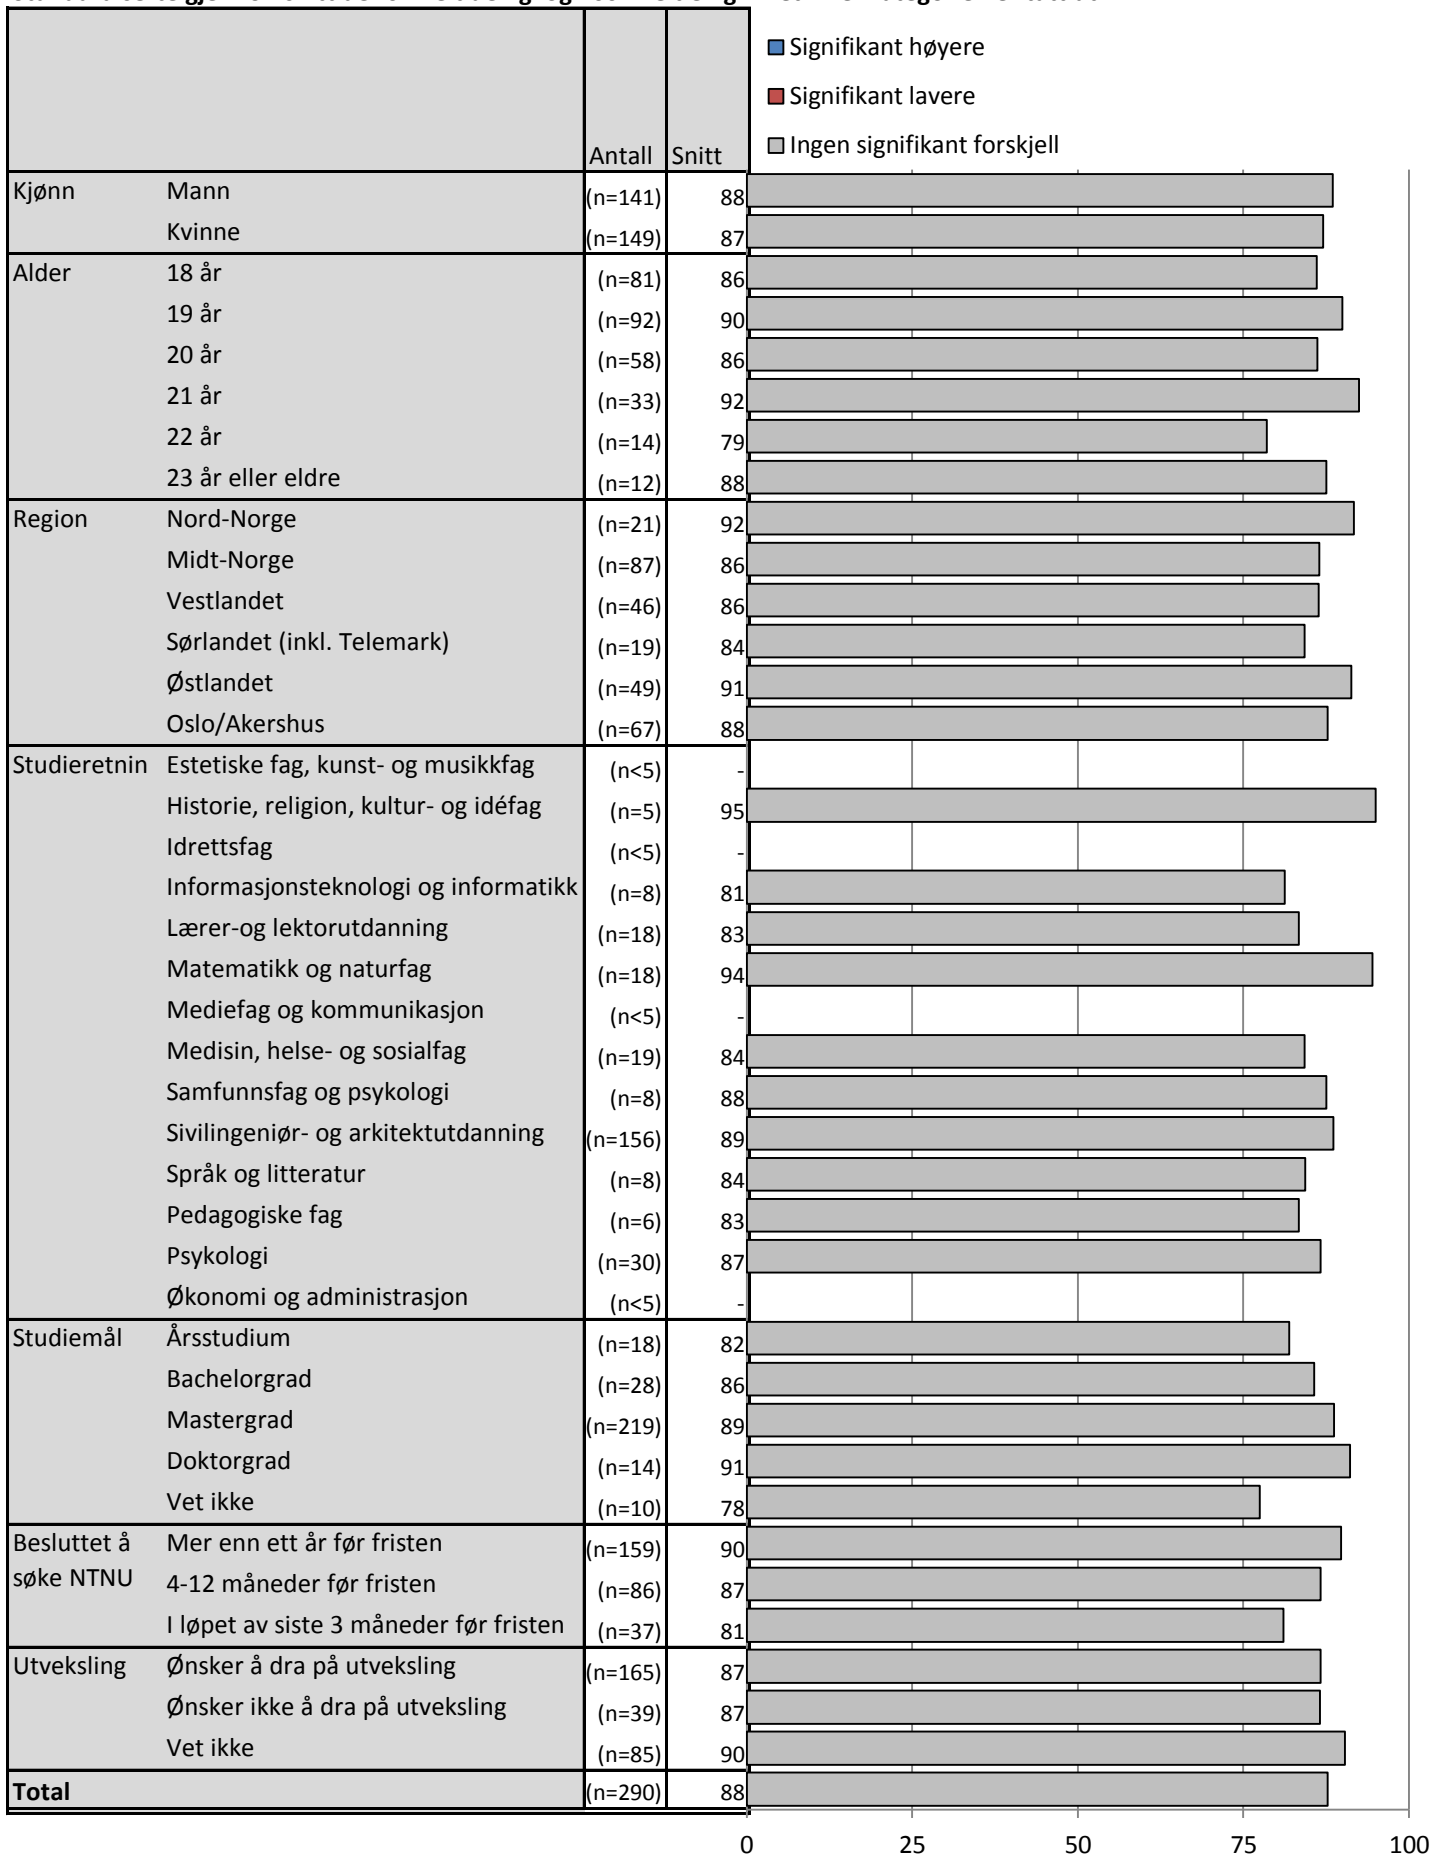 Signifikant høyere
Signifikant lavere
Ingen signifikant forskjell
Antall Snitt
Kjønn Mann (n=141) 88
Kvinne (n=149) 87
Alder 18 år (n=81) 86
19 år (n=92) 90
20 år (n=58) 86
21 år (n=33) 92
22 år (n=14) 79
23 år eller eldre (n=12) 88
Region Nord-Norge (n=21) 92
Midt-Norge (n=87) 86
Vestlandet (n=46) 86
Sørlandet (inkl. Telemark) (n=19) 84
Østlandet (n=49) 91
Oslo/Akershus (n=67) 88
Studieretnin Estetiske fag, kunst- og musikkfag (n<5) -
Historie, religion, kultur- og idéfag (n=5) 95
Idrettsfag (n<5) -
Informasjonsteknologi og informatikk (n=8) 81
Lærer-og lektorutdanning (n=18) 83
Matematikk og naturfag (n=18) 94
Mediefag og kommunikasjon (n<5) -
Medisin, helse- og sosialfag (n=19) 84
Samfunnsfag og psykologi (n=8) 88
Sivilingeniør- og arkitektutdanning (n=156) 89
Språk og litteratur (n=8) 84
Pedagogiske fag (n=6) 83
Psykologi (n=30) 87
Økonomi og administrasjon (n<5) -
Studiemål Årsstudium (n=18) 82
Bachelorgrad (n=28) 86
Mastergrad (n=219) 89
Doktorgrad (n=14) 91
Vet ikke (n=10) 78
Besluttet å Mer enn ett år før fristen (n=159) 90
søke NTNU 4-12 måneder før fristen (n=86) 87
I løpet av siste 3 måneder før fristen (n=37) 81
Utveksling Ønsker å dra på utveksling (n=165) 87
Ønsker ikke å dra på utveksling (n=39) 87
Vet ikke (n=85) 90
Total (n=290) 88
0 25 50 75 100